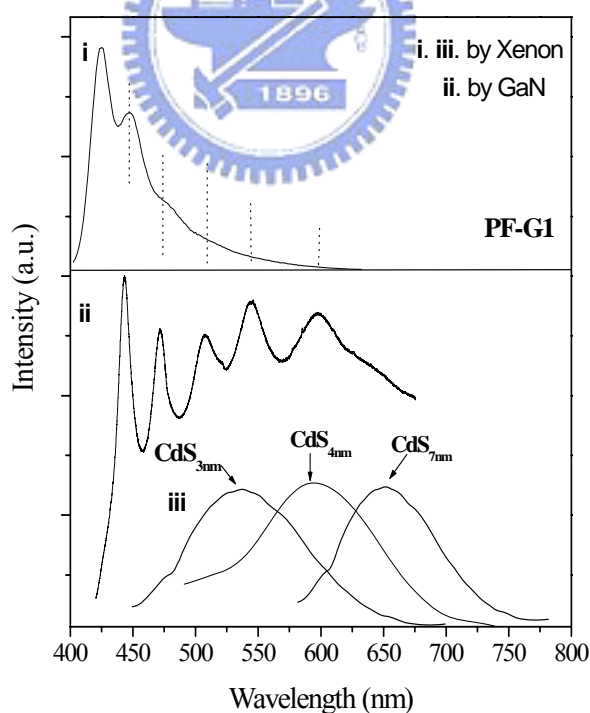 i
i. iii. by Xenon
ii. by GaN
1896
PF-G1
Intensity (a.u.)
ii
CdS3nm
CdS4nm
CdS7nm
iii
400 450 500 550 600 650 700 750 800
Wavelength (nm)